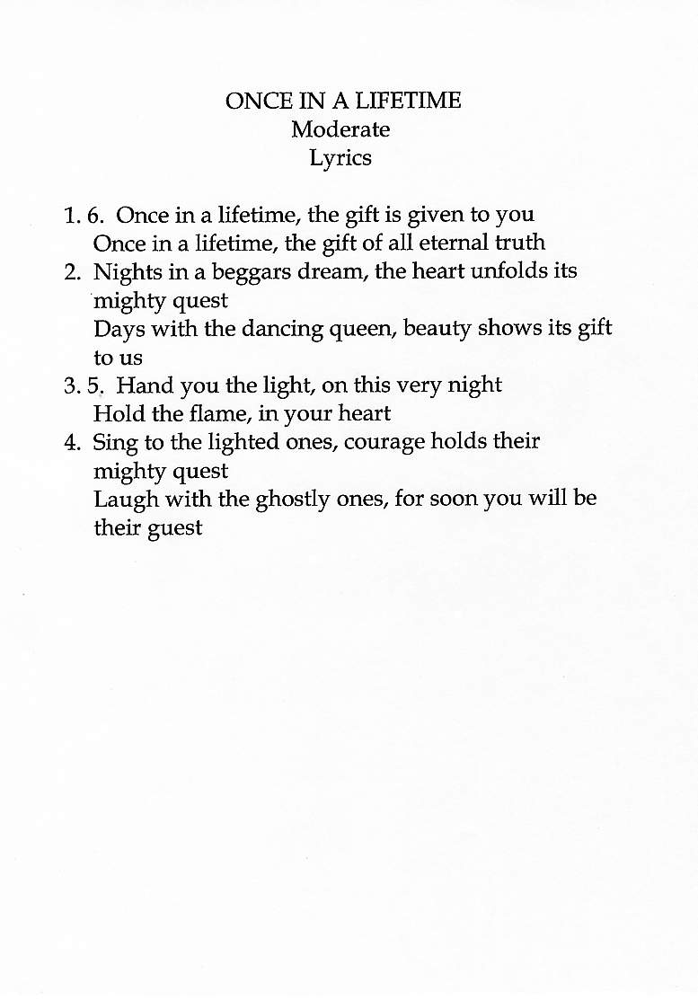 ONCE IN A LIFETIME
Moderate
Lyrics
1. 6. Once in a lifetime, the gift is given to you
Once in a lifetime, the gift of all eternal truth
2. Nights in a beggars dream, the heart unfolds its
mighty quest
Days with the dancing queen, beauty shows its gift
to us
3. 5. Hand you the light, on this very night
Hold the flame, in your heart
4. Sing to the lighted ones, courage holds their
mighty quest
Laugh with the ghostly ones, for soon you will be
their guest